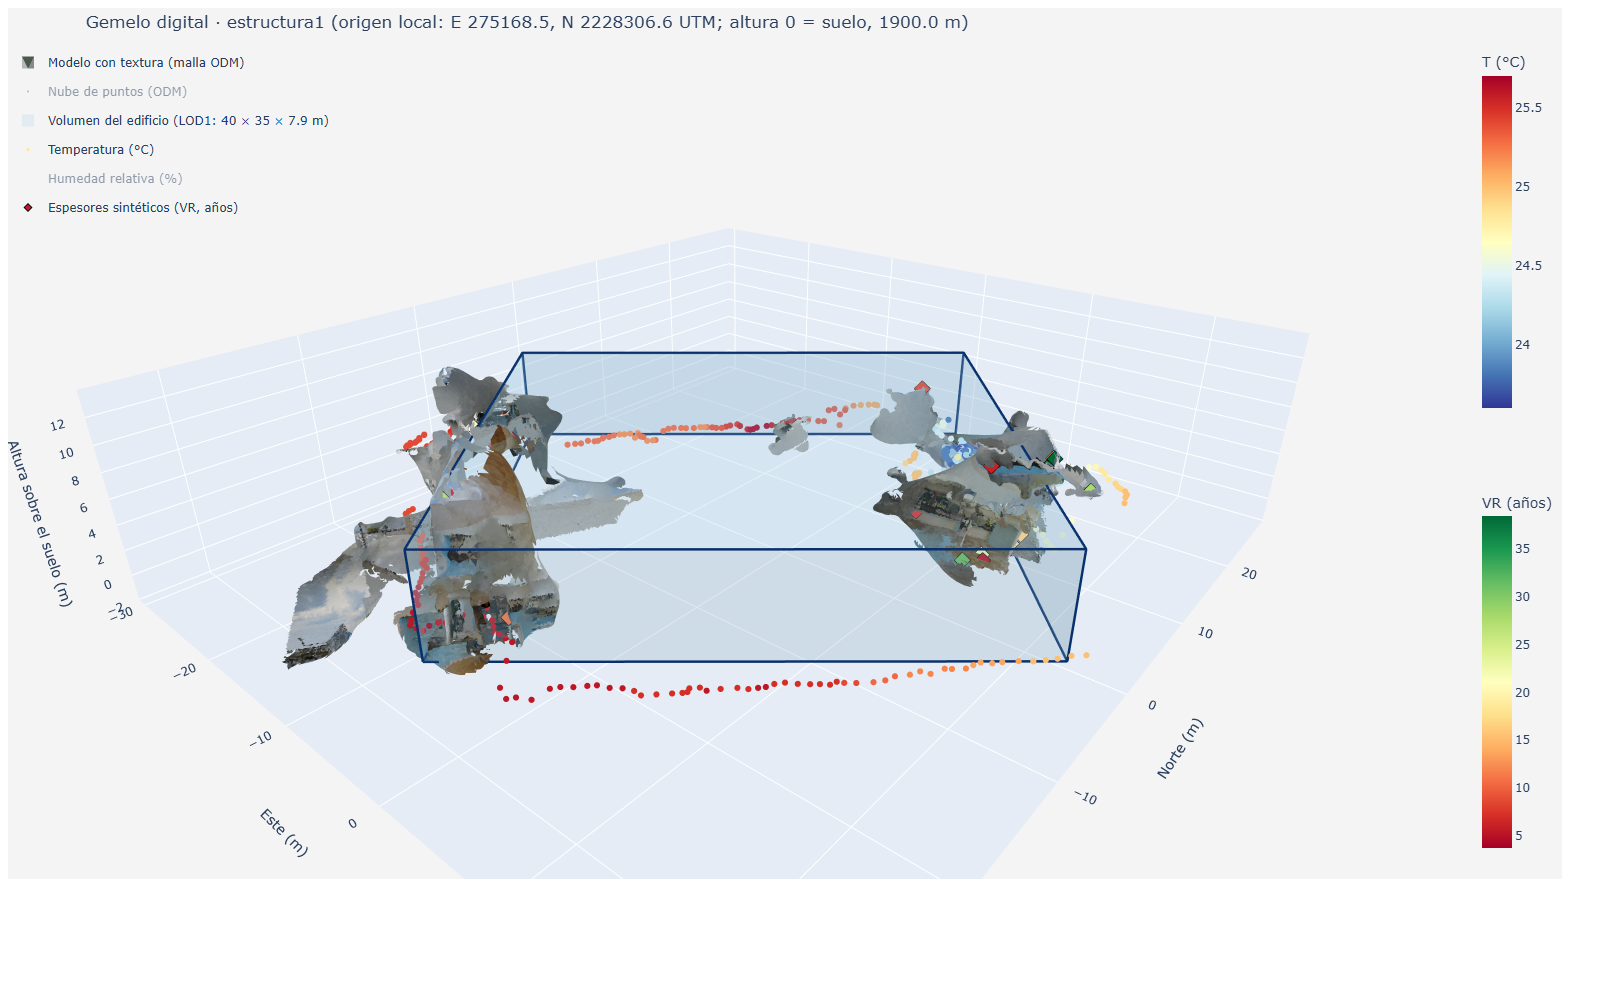 Gemelo digital · estructura1 (origen local: E 275168.5, N 2228306.6 UTM; altura 0 = suelo, 1900.0 m)
Modelo con textura (malla ODM)
Nube de puntos (ODM)
Volumen del edificio (LOD1: 40 × 35 × 7.9 m)
Temperatura (°C)
Humedad relativa (%)
Espesores sintéticos (VR, años)
T (°C)
25.5
25
24.5
24
VR (años)
35
30
25
20
15
10
5
Altura sobre el suelo (m)
12
10
8
6
4
2
0
−2
Este (m)
−30
−20
−10
0
Norte (m)
20
10
0
−10